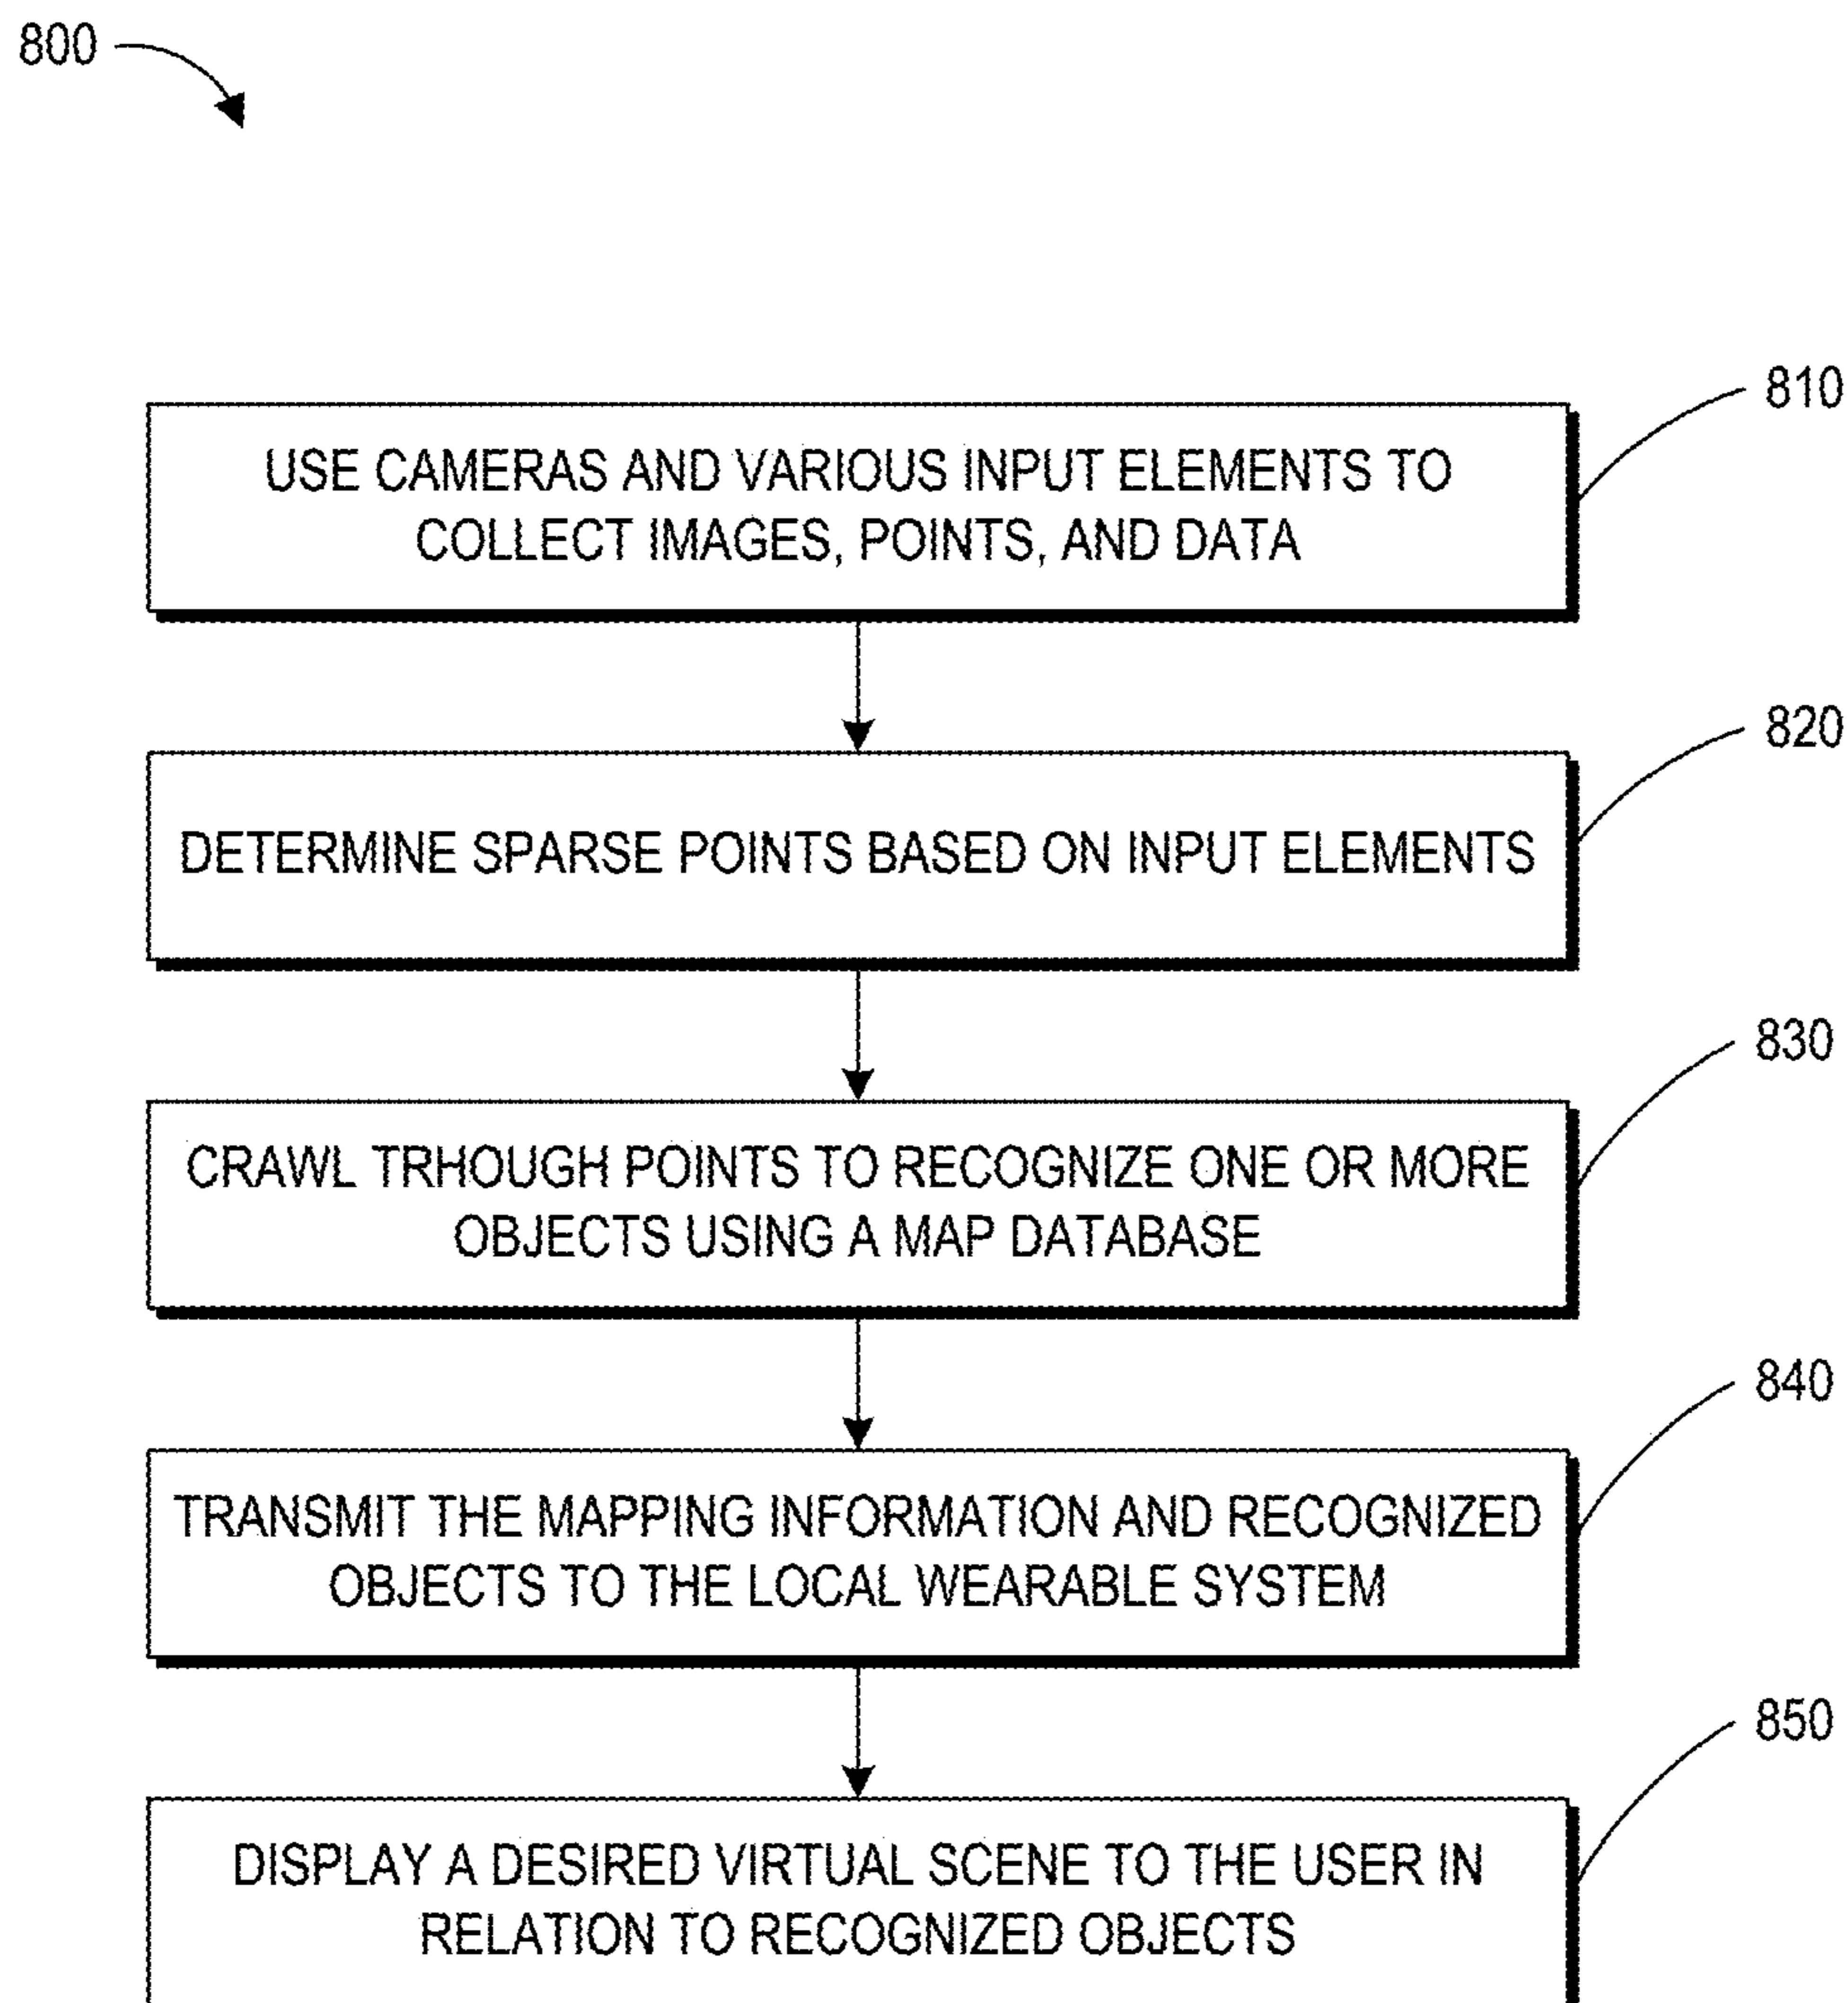 800
810
USE CAMERAS AND VARIOUS INPUT ELEMENTS TO
COLLECT IMAGES, POINTS, AND DATA
820
DETERMINE SPARSE POINTS BASED ON INPUT ELEMENTS
830
CRAWL TRHOUGH POINTS TO RECOGNIZE ONE OR MORE
OBJECTS USING A MAP DATABASE
840
TRANSMIT THE MAPPING INFORMATION AND RECOGNIZED
OBJECTS TO THE LOCAL WEARABLE SYSTEM
850
DISPLAY A DESIRED VIRTUAL SCENE TO THE USER IN
RELATION TO RECOGNIZED OBJECTS